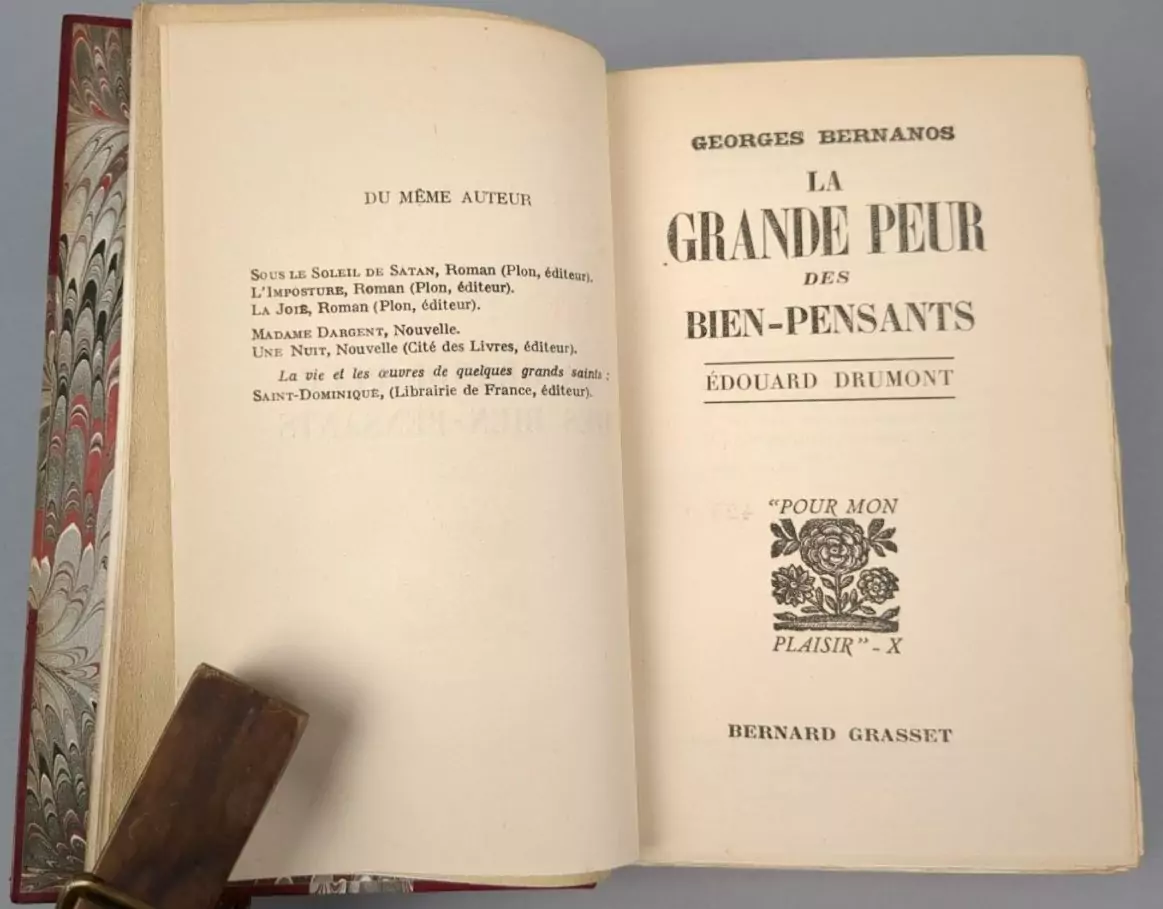 DU MÊME AUTEUR
SOUS LE SOLEIL DE SATAN, Roman (Plon, éditeur).
L'IMPOSTURE, Roman (Plon, éditeur).
LA JOIE, Roman (Plon, éditeur).
MADAME DARGENT, Nouvelle.
UNE NUIT, Nouvelle (Cité des Livres, éditeur).
La vie et les œuvres de quelques grands saints :
SAINT-DOMINIQUE, (Librairie de France, éditeur).
GEORGES BERNANOS
LA
GRANDE PEUR
DES
BIEN-PENSANTS
ÉDOUARD DRUMONT
"POUR MON
PLAISIR" - X
BERNARD GRASSET